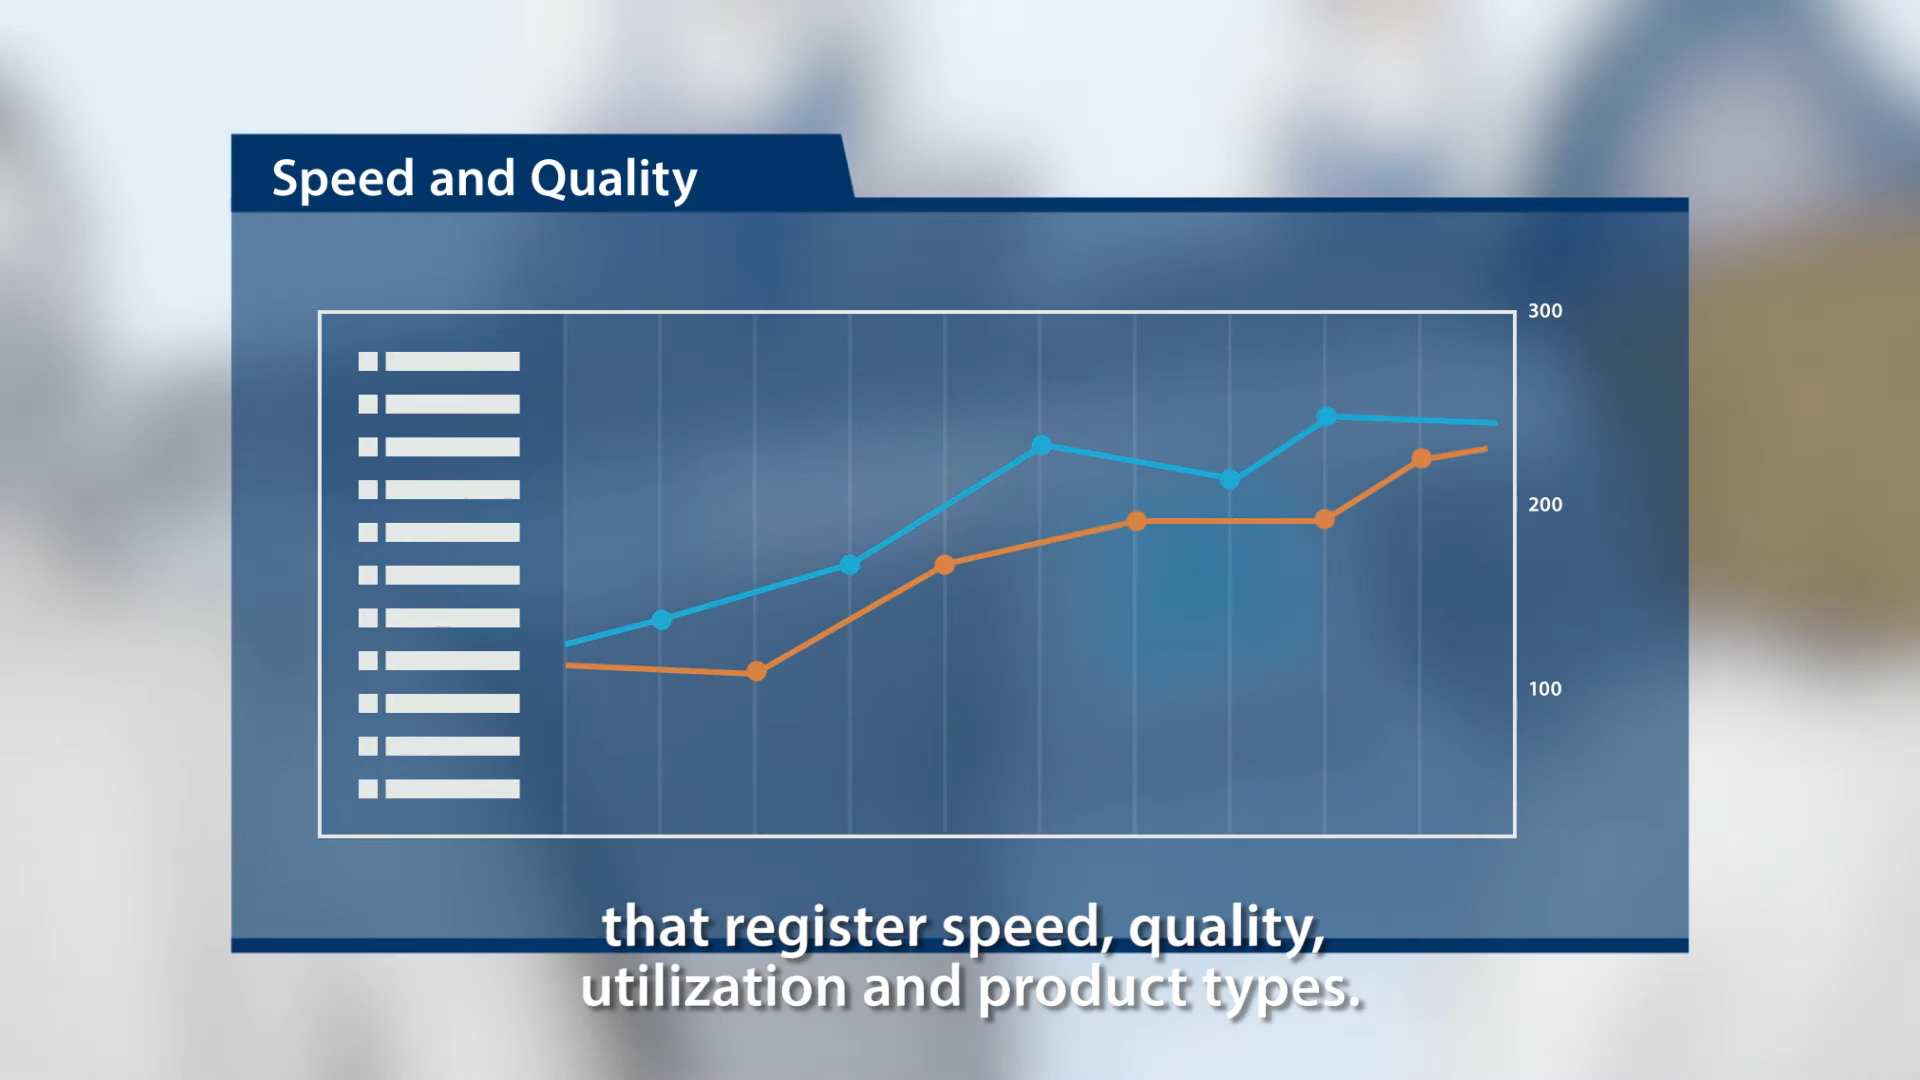 Speed and Quality
300
200
100
that register speed, quality,
utilization and product types.